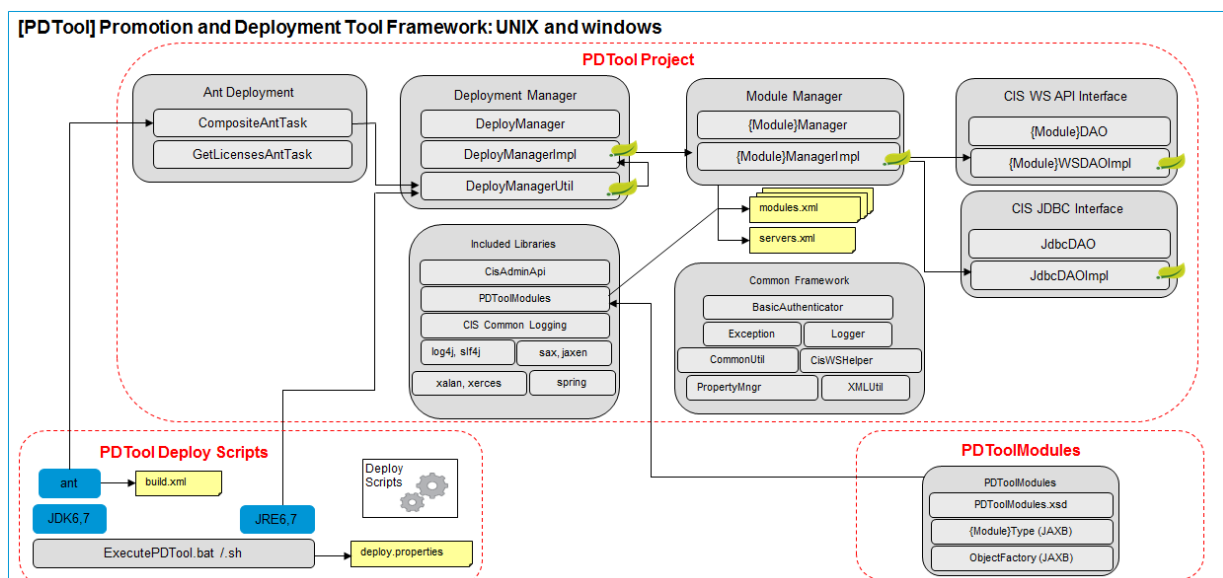 [PDTool] Promotion and Deployment Tool Framework: UNIX and windows
PDTool Project
Ant Deployment
CompositeAntTask
GetLicensesAntTask
Deployment Manager
DeployManager
DeployManagerImpl
DeployManagerUtil
Module Manager
{Module}Manager
{Module}ManagerImpl
modules.xml
servers.xml
CIS WS API Interface
{Module}DAO
{Module}WSDAOImpl
CIS JDBC Interface
JdbcDAO
JdbcDAOImpl
Included Libraries
CisAdminApi
PDToolModules
CIS Common Logging
log4j, slf4j
sax, jaxen
xalan, xerces
spring
Common Framework
BasicAuthenticator
Exception
Logger
CommonUtil
CisWSHelper
PropertyMngr
XMLUtil
PDTool Deploy Scripts
ant
build.xml
Deploy
Scripts
JDK6,7
JRE6,7
ExecutePDTool.bat /.sh
deploy.properties
PDToolModules
PDToolModules
PDToolModules.xsd
{Module}Type (JAXB)
ObjectFactory (JAXB)